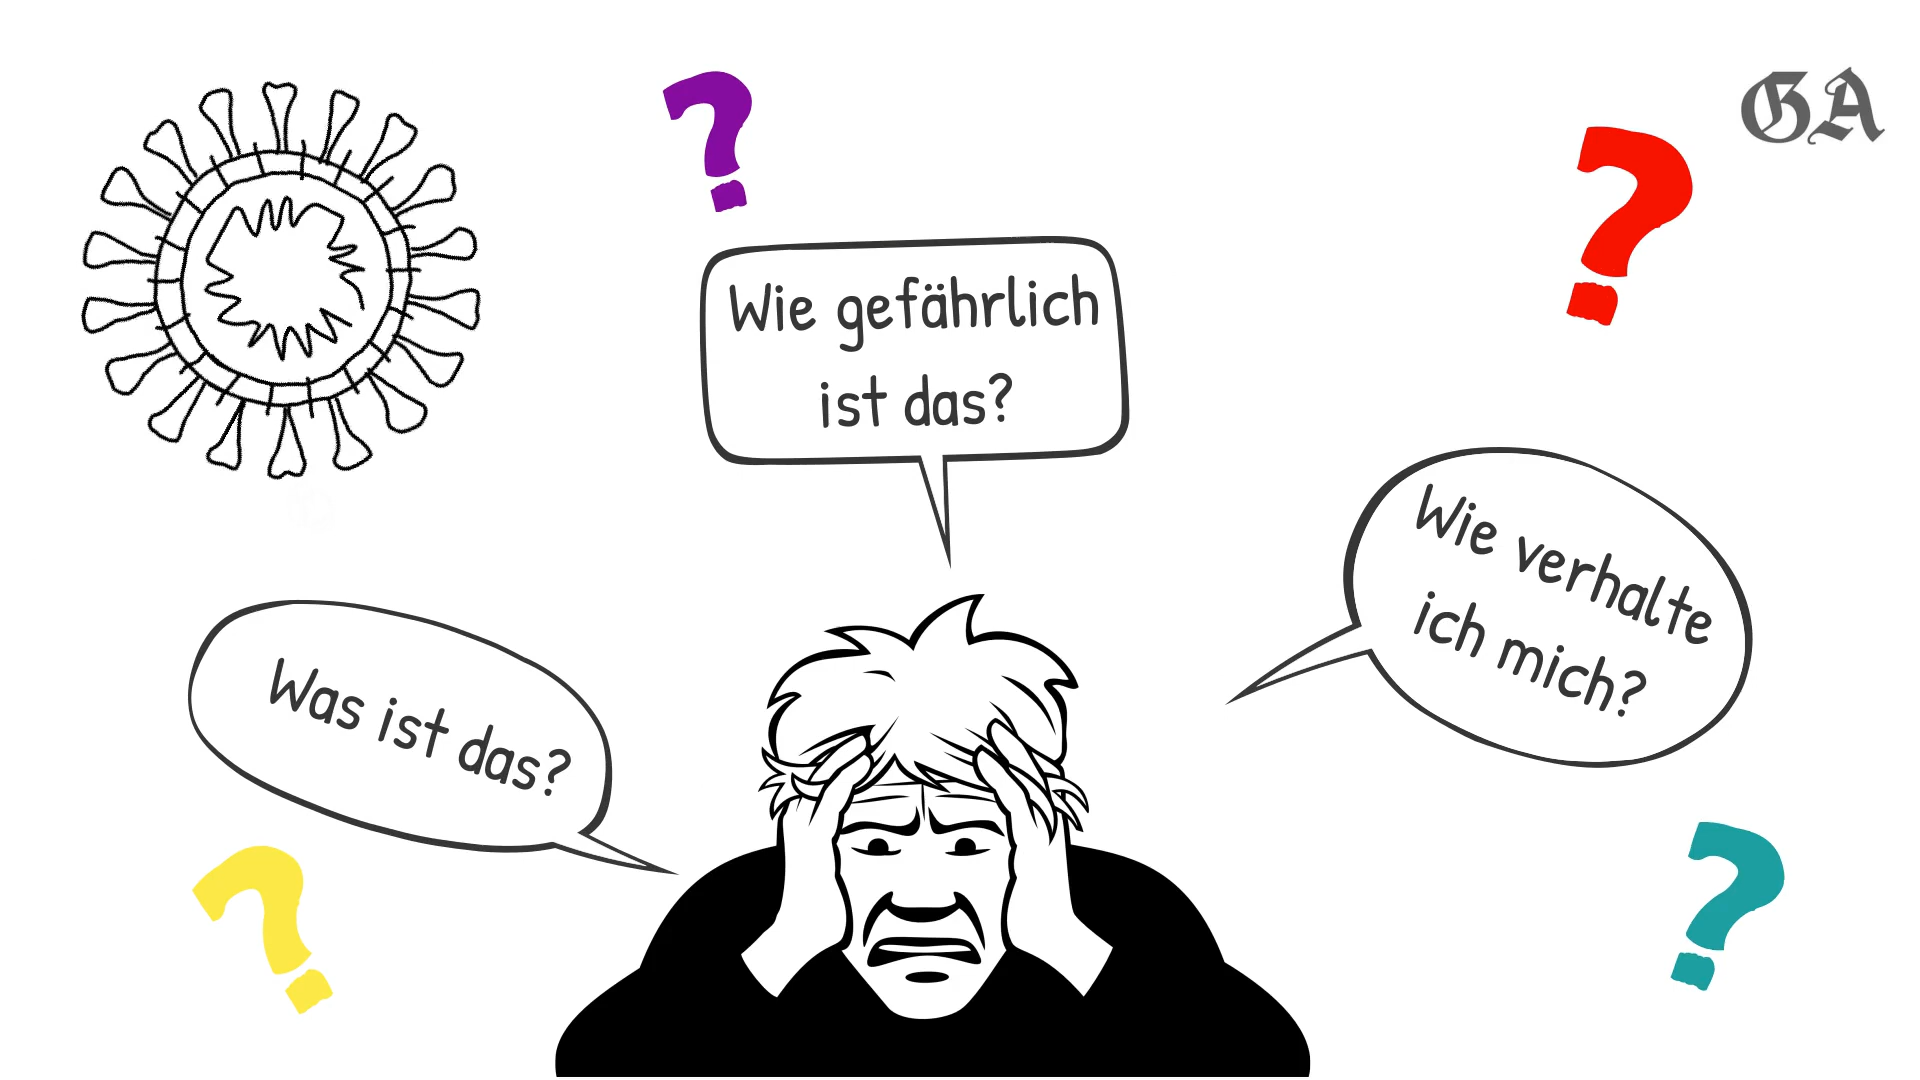 ?
GA
?
Wie gefährlich
ist das?
Wie verhalte
ich mich?
Was ist das?
?
?